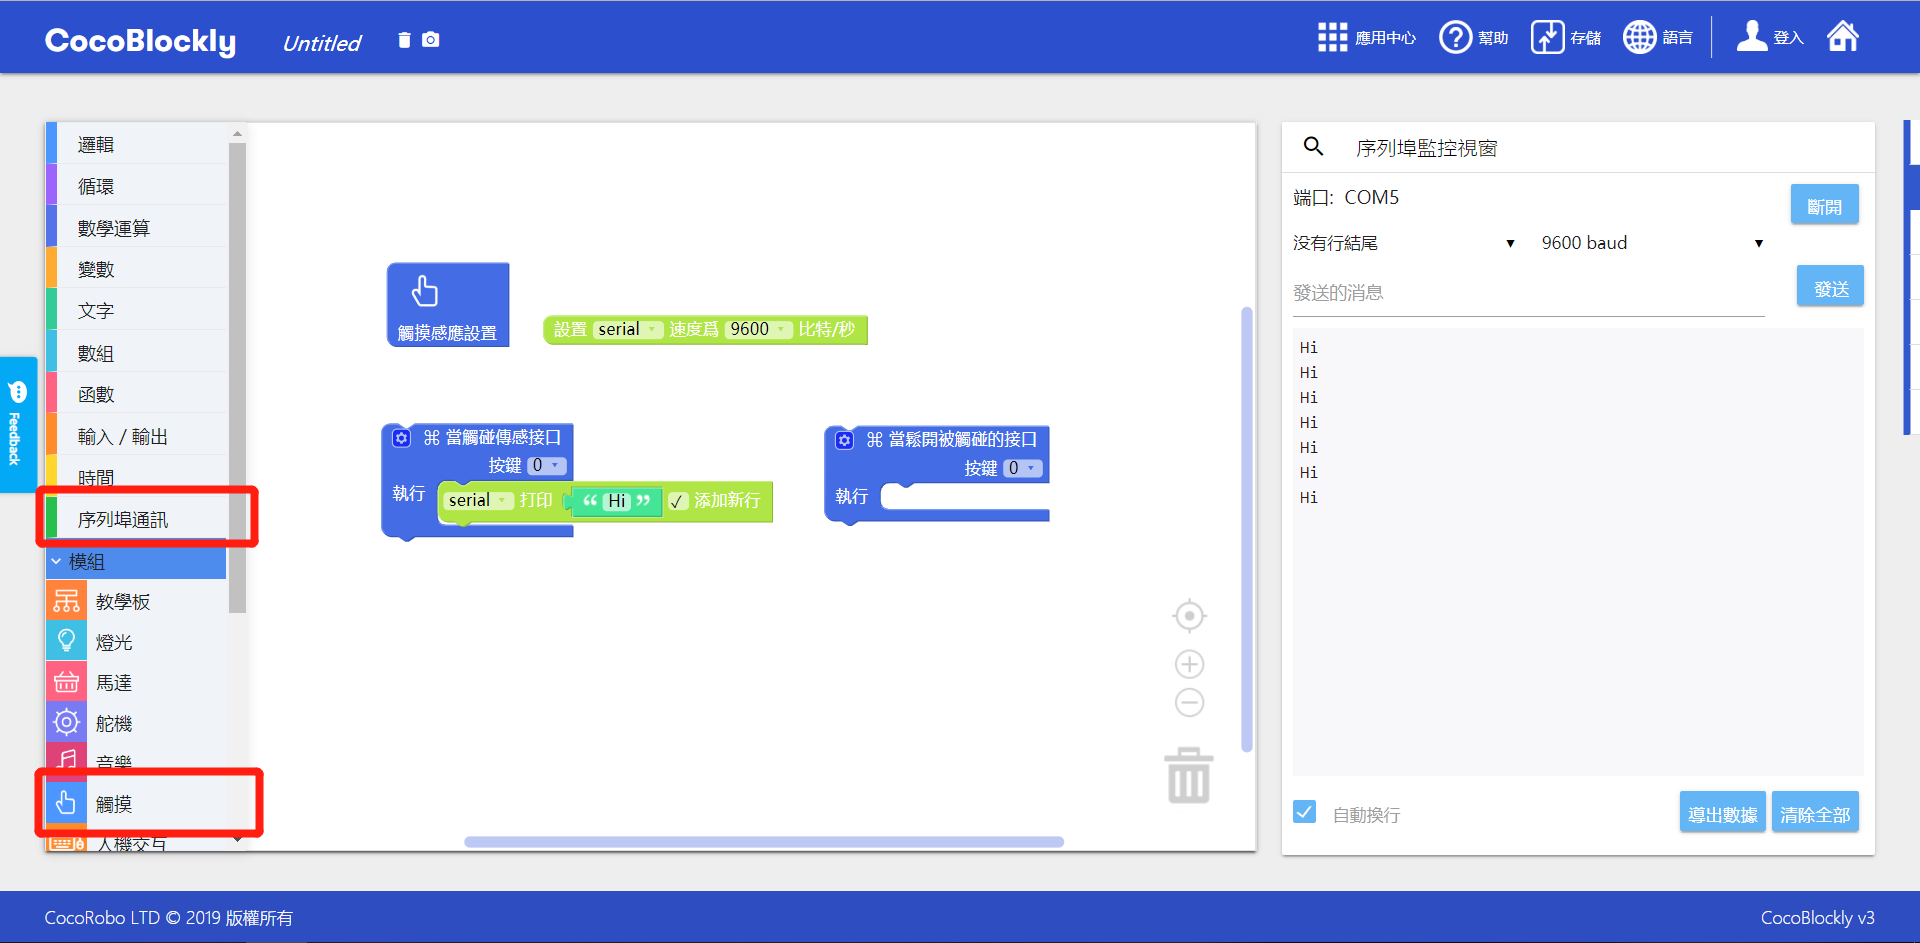 CocoBlockly
Untitled
應用中心
幫助
存儲
語言
登入
Feedback
邏輯
循環
數學運算
變數
文字
數組
函數
輸入 / 輸出
時間
序列埠通訊
模組
教學板
燈光
馬達
舵機
音樂
觸摸
人機交互
觸摸感應設置
設置 serial 速度爲 9600 比特/秒
⌘ 當觸碰傳感接口
按鍵 0
執行 serial 打印 “ Hi ” ✓ 添加新行
⌘ 當鬆開被觸碰的接口
按鍵 0
執行
序列埠監控視窗
端口: COM5
斷開
没有行結尾
9600 baud
發送的消息
發送
Hi
Hi
Hi
Hi
Hi
Hi
Hi
自動換行
導出數據
清除全部
CocoRobo LTD © 2019 版權所有
CocoBlockly v3